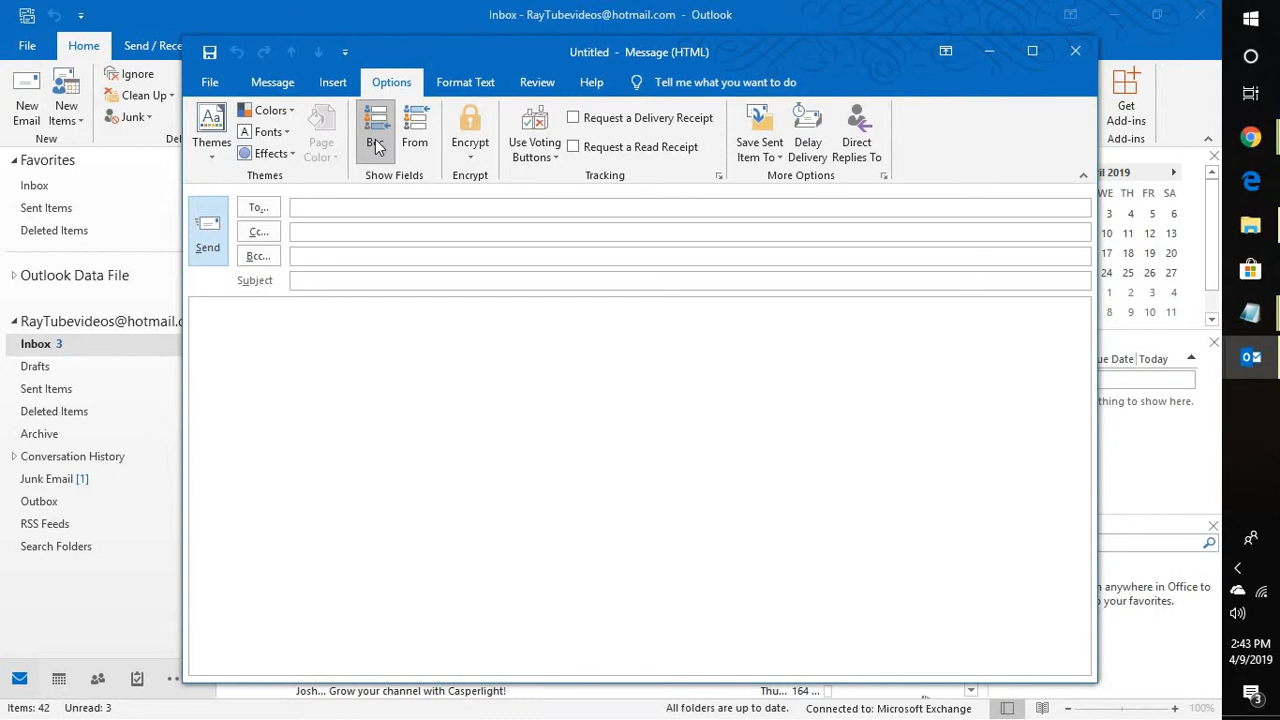 Inbox - RayTubevideos@hotmail.com - Outlook
File Home Send / Rece
New Email
New Items
Ignore
Clean Up
Junk
New
Delet
Get Add-ins
Add-ins
Untitled - Message (HTML)
File Message Insert Options Format Text Review Help Tell me what you want to do
Themes
Colors
Fonts
Effects
Page Color
Themes
From
Show Fields
Encrypt
Encrypt
Use Voting Buttons
Request a Delivery Receipt
Request a Read Receipt
Tracking
Save Sent Item To
Delay Delivery
Direct Replies To
More Options
Send
To...
Cc...
Bcc...
Subject
Favorites
Inbox
Sent Items
Deleted Items
Outlook Data File
RayTubevideos@hotmail.c
Inbox 3
Drafts
Sent Items
Deleted Items
Archive
Conversation History
Junk Email [1]
Outbox
RSS Feeds
Search Folders
ril 2019
WE TH FR SA
3 4 5 6
10 11 12 13
17 18 19 20
24 25 26 27
1 2 3 4
8 9 10 11
ue Date Today
thing to show here.
n anywhere in Office to
o your favorites.
Josh... Grow your channel with Casperlight! Thu... 164 ...
Items: 42 Unread: 3 All folders are up to date. Connected to: Microsoft Exchange 100%
2:43 PM
4/9/2019
3